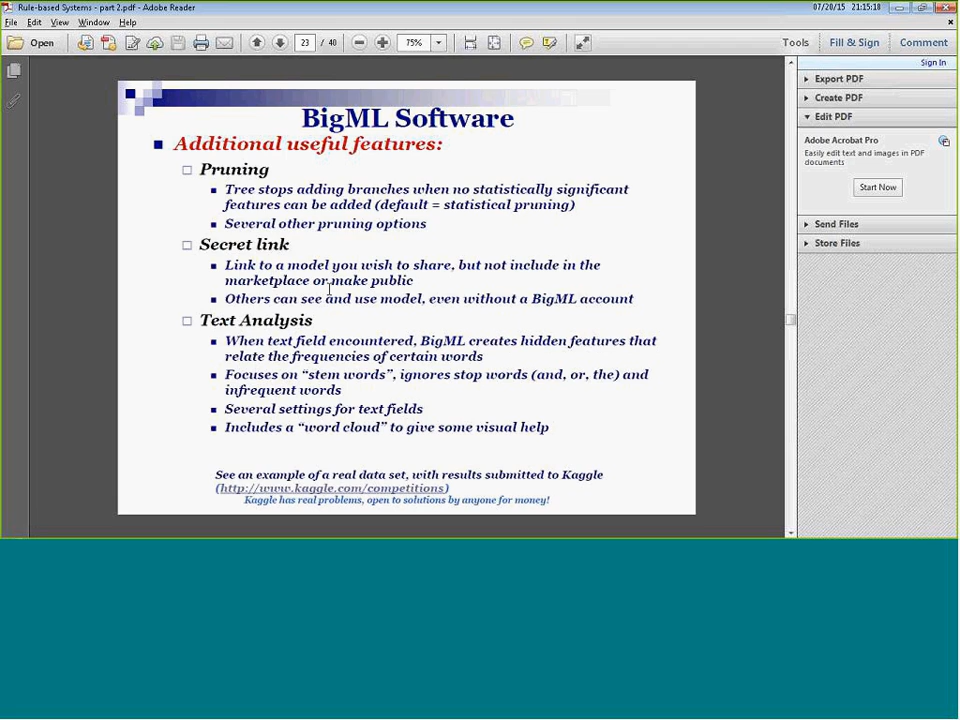 Rule-based Systems - part 2.pdf - Adobe Reader
07/20/15 21:15:18
File Edit View Window Help
Open
23 / 40
75%
Tools
Fill & Sign
Comment
Sign In
BigML Software
Additional useful features:
Pruning
Tree stops adding branches when no statistically significant
features can be added (default = statistical pruning)
Several other pruning options
Secret link
Link to a model you wish to share, but not include in the
marketplace or make public
Others can see and use model, even without a BigML account
Text Analysis
When text field encountered, BigML creates hidden features that
relate the frequencies of certain words
Focuses on “stem words”, ignores stop words (and, or, the) and
infrequent words
Several settings for text fields
Includes a “word cloud” to give some visual help
See an example of a real data set, with results submitted to Kaggle
(http://www.kaggle.com/competitions)
Kaggle has real problems, open to solutions by anyone for money!
Export PDF
Create PDF
Edit PDF
Adobe Acrobat Pro
Easily edit text and images in PDF
documents
Start Now
Send Files
Store Files